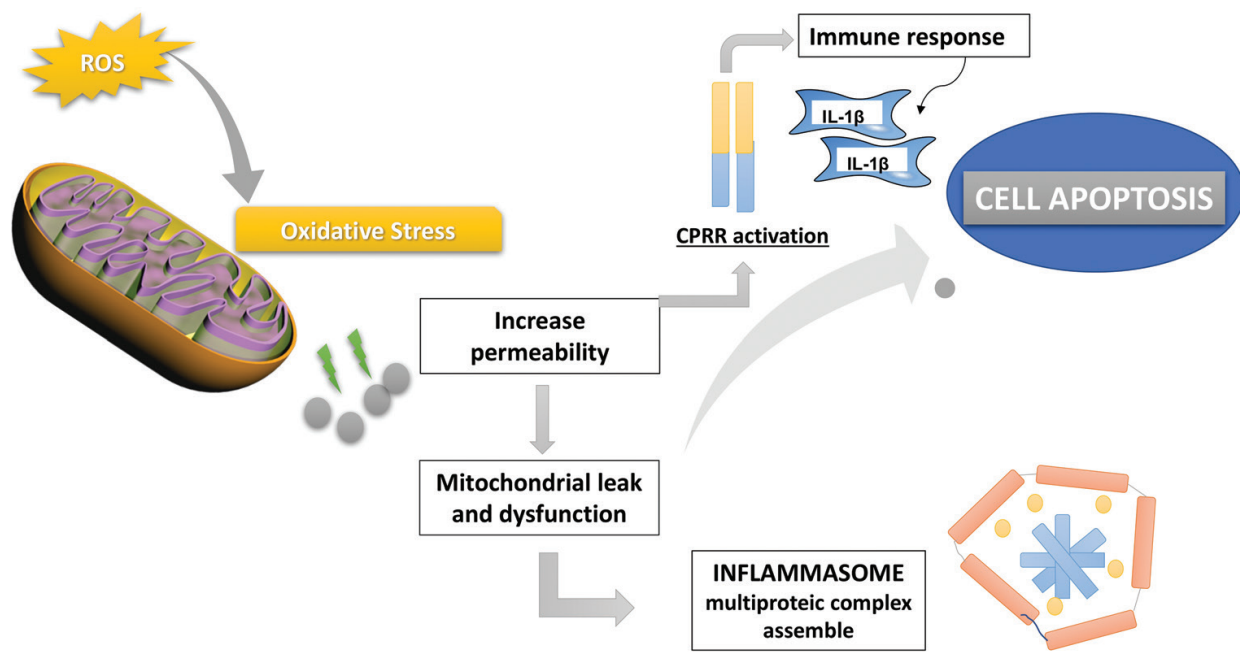 ROS
Oxidative Stress
Increase
permeability
Mitochondrial leak
and dysfunction
CPRR activation
Immune response
IL-1β
IL-1β
CELL APOPTOSIS
INFLAMMASOME
multiproteic complex
assemble